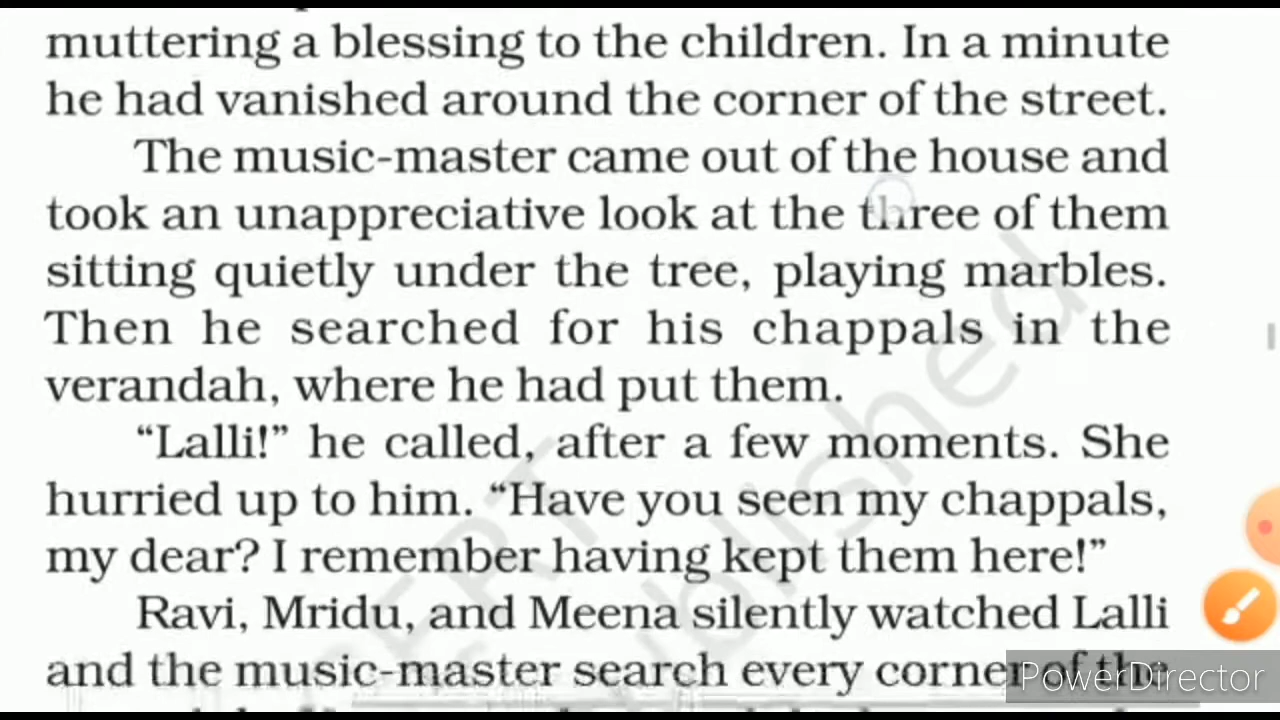 muttering a blessing to the children. In a minute
he had vanished around the corner of the street.
The music-master came out of the house and
took an unappreciative look at the three of them
sitting quietly under the tree, playing marbles.
Then he searched for his chappals in the
verandah, where he had put them.
“Lalli!” he called, after a few moments. She
hurried up to him. “Have you seen my chappals,
my dear? I remember having kept them here!”
Ravi, Mridu, and Meena silently watched Lalli
and the music-master search every corner of the
PowerDirector